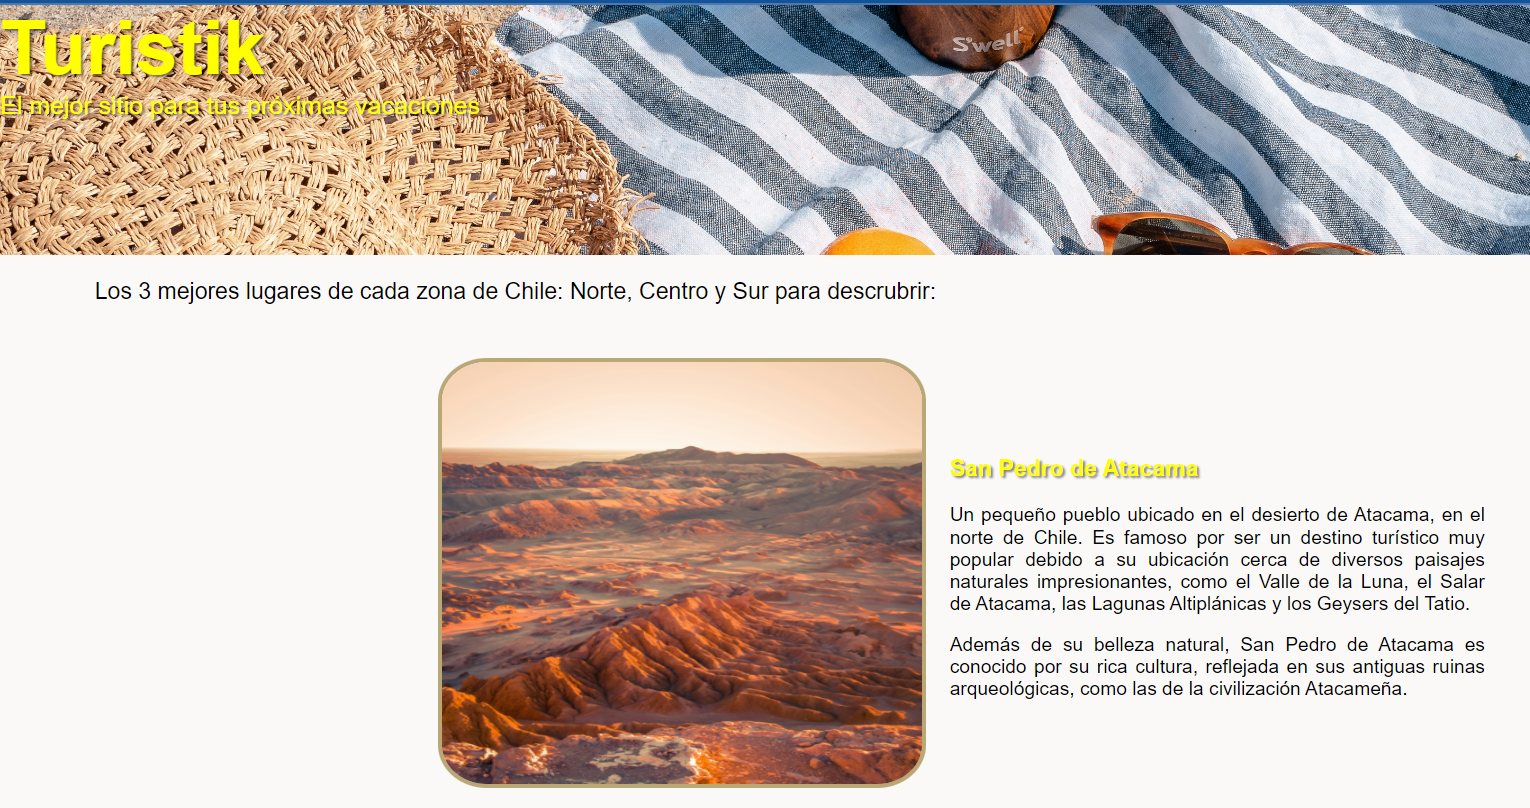 Turistik
S'well
El mejor sitio para tus próximas vacaciones
Los 3 mejores lugares de cada zona de Chile: Norte, Centro y Sur para descrubrir:
San Pedro de Atacama
Un pequeño pueblo ubicado en el desierto de Atacama, en el
norte de Chile. Es famoso por ser un destino turístico muy
popular debido a su ubicación cerca de diversos paisajes
naturales impresionantes, como el Valle de la Luna, el Salar
de Atacama, las Lagunas Altiplánicas y los Geysers del Tatio.
Además de su belleza natural, San Pedro de Atacama es
conocido por su rica cultura, reflejada en sus antiguas ruinas
arqueológicas, como las de la civilización Atacameña.